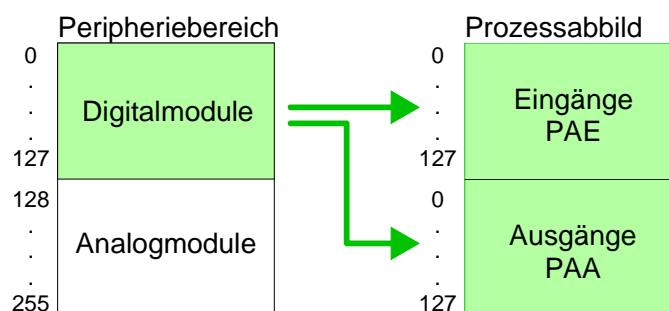 Peripheriebereich
0
.
.
.
127
Digitalmodule
128
.
.
.
255
Analogmodule
Prozessabbild
0
.
.
.
127
Eingänge
PAE
0
.
.
.
127
Ausgänge
PAA